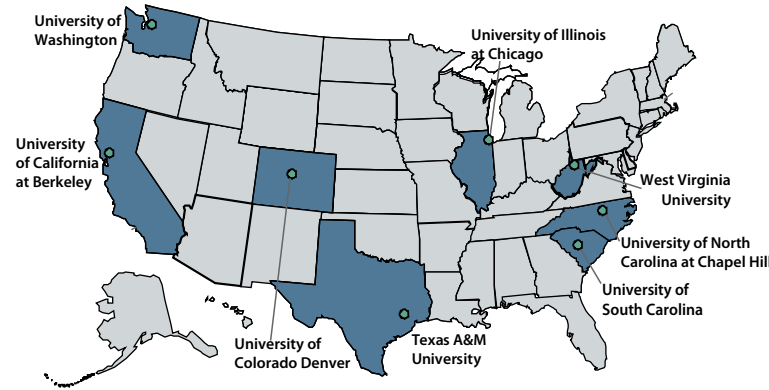 University of
Washington
University of Illinois
at Chicago
University
of California
at Berkeley
West Virginia
University
University of North
Carolina at Chapel Hill
University of
South Carolina
University of
Colorado Denver
Texas A&M
University